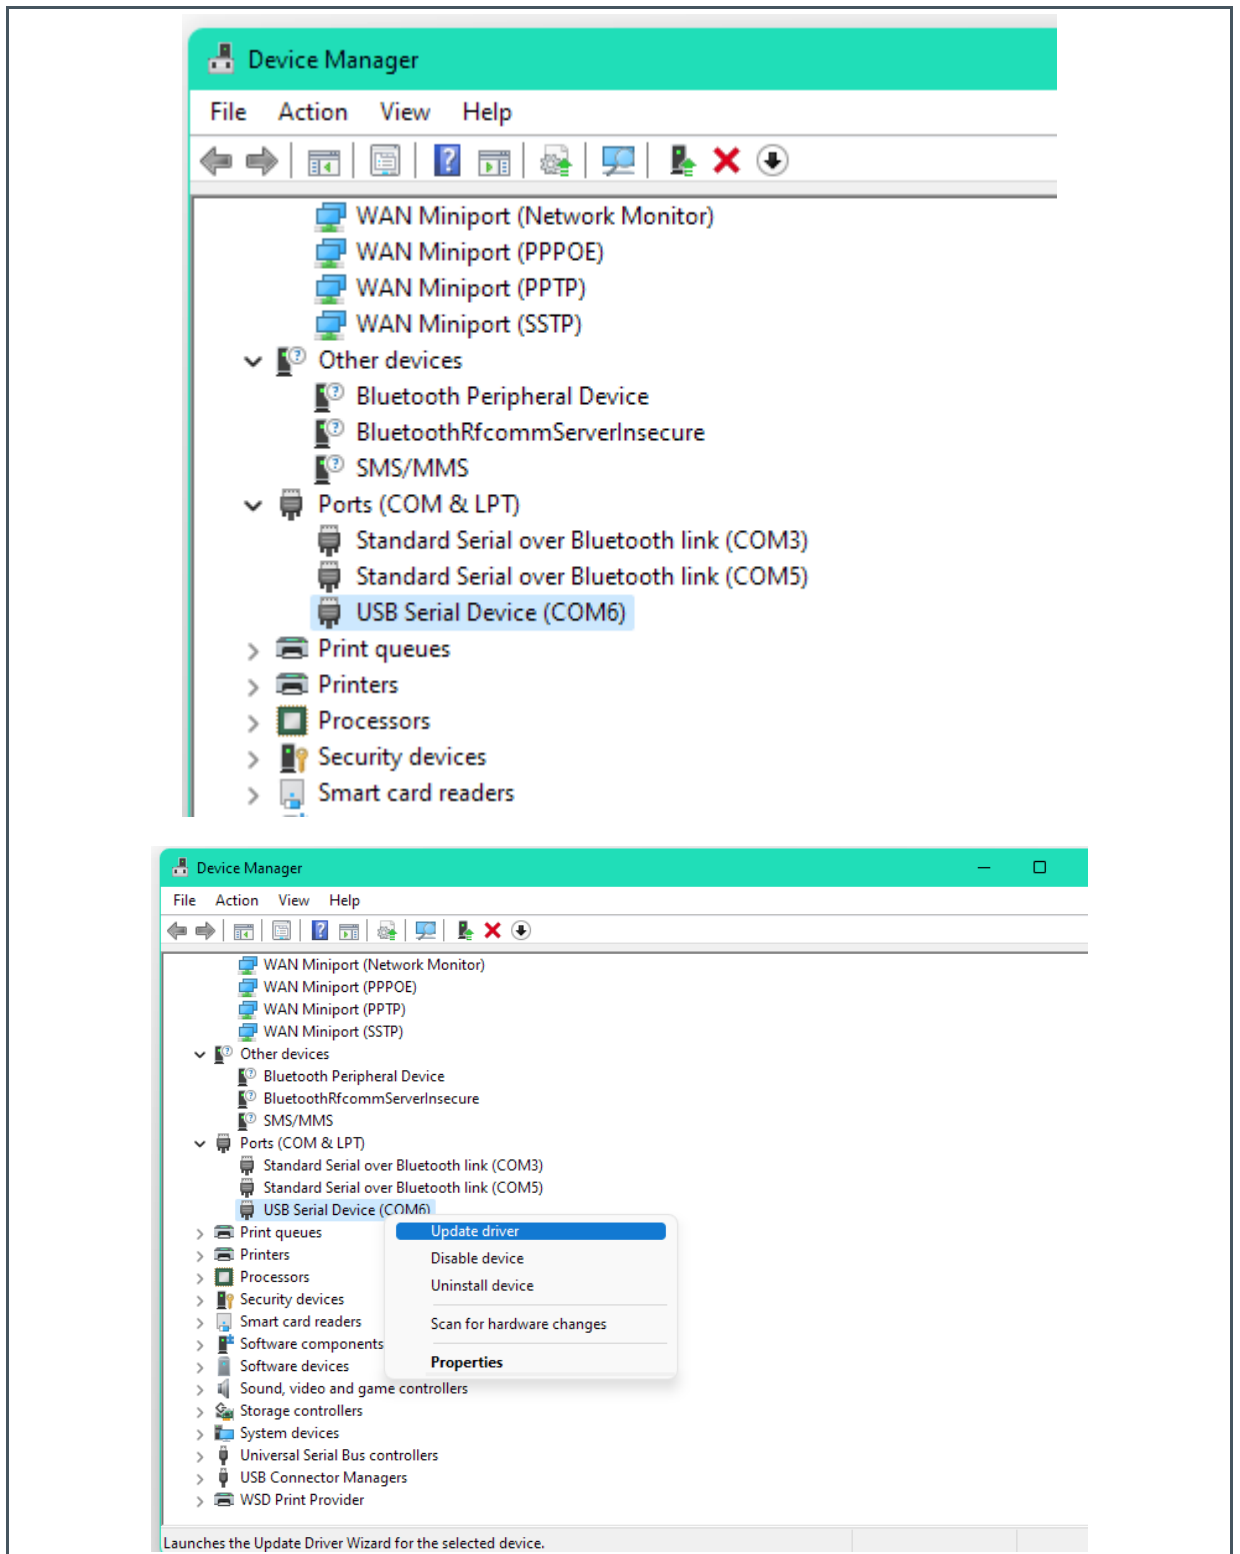 Device Manager
File Action View Help
WAN Miniport (Network Monitor)
WAN Miniport (PPPOE)
WAN Miniport (PPTP)
WAN Miniport (SSTP)
Other devices
Bluetooth Peripheral Device
BluetoothRfcommServerInsecure
SMS/MMS
Ports (COM & LPT)
Standard Serial over Bluetooth link (COM3)
Standard Serial over Bluetooth link (COM5)
USB Serial Device (COM6)
Print queues
Printers
Processors
Security devices
Smart card readers
Device Manager
File Action View Help
WAN Miniport (Network Monitor)
WAN Miniport (PPPOE)
WAN Miniport (PPTP)
WAN Miniport (SSTP)
Other devices
Bluetooth Peripheral Device
BluetoothRfcommServerInsecure
SMS/MMS
Ports (COM & LPT)
Standard Serial over Bluetooth link (COM3)
Standard Serial over Bluetooth link (COM5)
USB Serial Device (COM6)
Print queues
Printers
Processors
Security devices
Smart card readers
Software components
Software devices
Sound, video and game controllers
Storage controllers
System devices
Universal Serial Bus controllers
USB Connector Managers
WSD Print Provider
Update driver
Disable device
Uninstall device
Scan for hardware changes
Properties
Launches the Update Driver Wizard for the selected device.